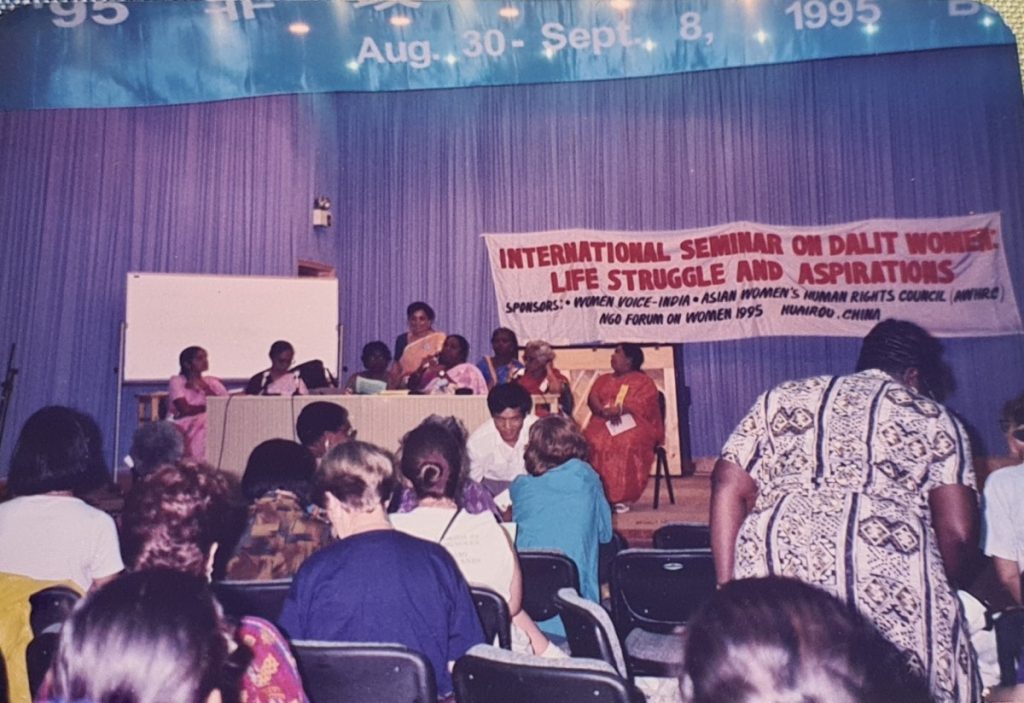 95
Aug. 30- Sept. 8, 1995 B
INTERNATIONAL SEMINAR ON DALIT WOMEN:
LIFE STRUGGLE AND ASPIRATIONS
SPONSORS: • WOMEN VOICE-INDIA • ASIAN WOMEN'S HUMAN RIGHTS COUNCIL (AWHRC)
NGO FORUM ON WOMEN 1995 HUAIROU. CHINA